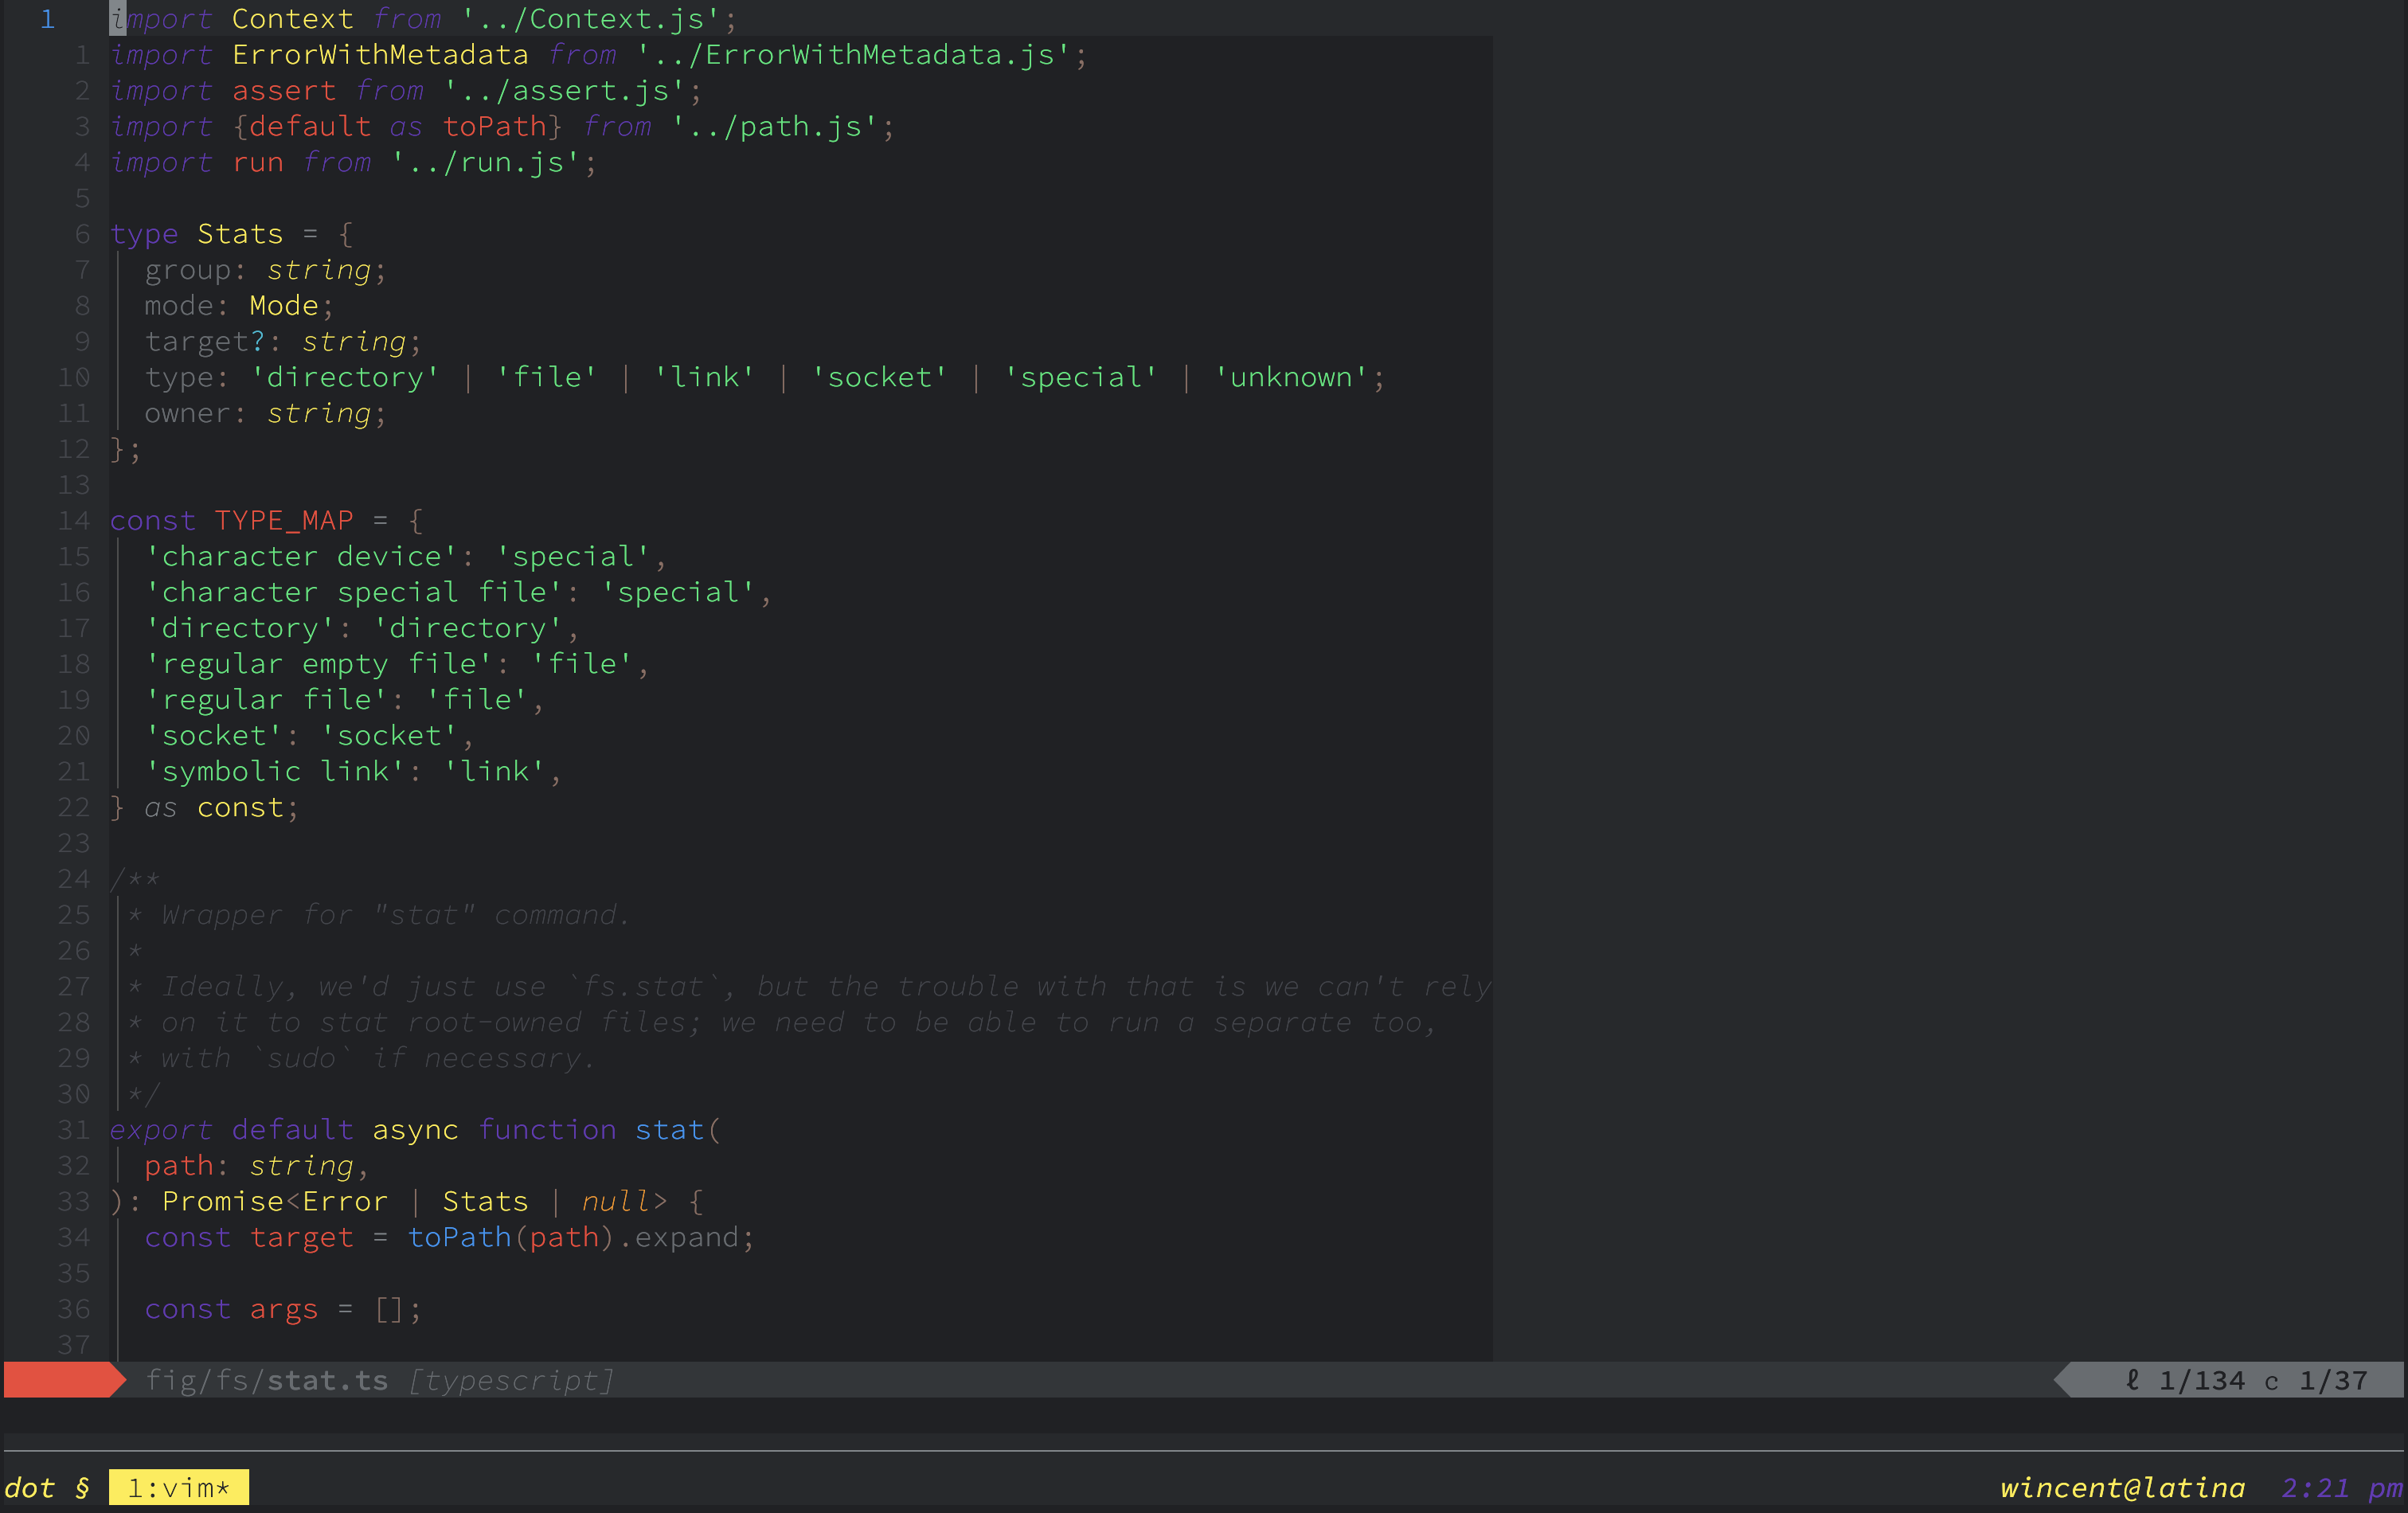 1 import Context from '../Context.js';
1 import ErrorWithMetadata from '../ErrorWithMetadata.js';
2 import assert from '../assert.js';
3 import {default as toPath} from '../path.js';
4 import run from '../run.js';
5
6 type Stats = {
7   group: string;
8   mode: Mode;
9   target?: string;
10   type: 'directory' | 'file' | 'link' | 'socket' | 'special' | 'unknown';
11   owner: string;
12 };
13
14 const TYPE_MAP = {
15   'character device': 'special',
16   'character special file': 'special',
17   'directory': 'directory',
18   'regular empty file': 'file',
19   'regular file': 'file',
20   'socket': 'socket',
21   'symbolic link': 'link',
22 } as const;
23
24 /**
25  * Wrapper for "stat" command.
26  *
27  * Ideally, we'd just use `fs.stat`, but the trouble with that is we can't rely
28  * on it to stat root-owned files; we need to be able to run a separate too,
29  * with `sudo` if necessary.
30  */
31 export default async function stat(
32   path: string,
33 ): Promise<Error | Stats | null> {
34   const target = toPath(path).expand;
35
36   const args = [];
37
fig/fs/stat.ts [typescript] ℓ 1/134 c 1/37
dot § 1:vim* wincent@latina 2:21 pm